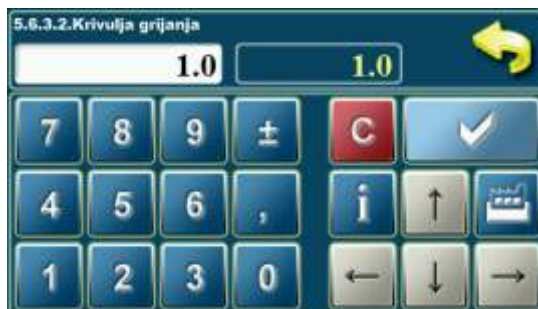 5.6.3.2.Krivulja grijanja
1.0 1.0
7 8 9 ± C
4 5 6 , i ↑
1 2 3 0 ← ↓ →